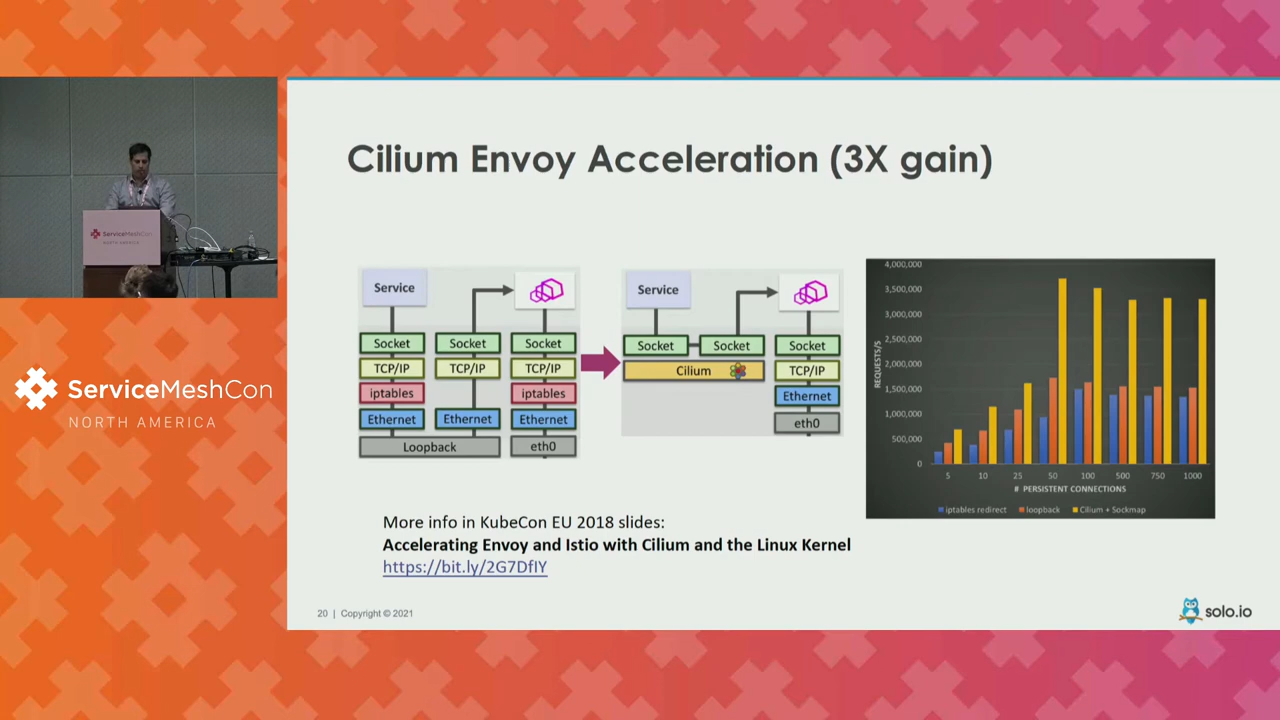 Cilium Envoy Acceleration (3X gain)
ServiceMeshCon
NORTH AMERICA
Service
Socket
Socket
Socket
TCP/IP
TCP/IP
TCP/IP
iptables
iptables
Ethernet
Ethernet
Ethernet
Loopback
eth0
Service
Socket
Socket
Socket
Cilium
TCP/IP
Ethernet
eth0
4,000,000
3,500,000
3,000,000
2,500,000
2,000,000
1,500,000
1,000,000
500,000
0
REQUESTS/S
5 10 25 50 100 500 750 1000
# PERSISTENT CONNECTIONS
iptables redirect loopback Cilium + Sockmap
ServiceMeshCon
NORTH AMERICA
More info in KubeCon EU 2018 slides:
Accelerating Envoy and Istio with Cilium and the Linux Kernel
https://bit.ly/2G7DfIY
20 | Copyright © 2021
solo.io